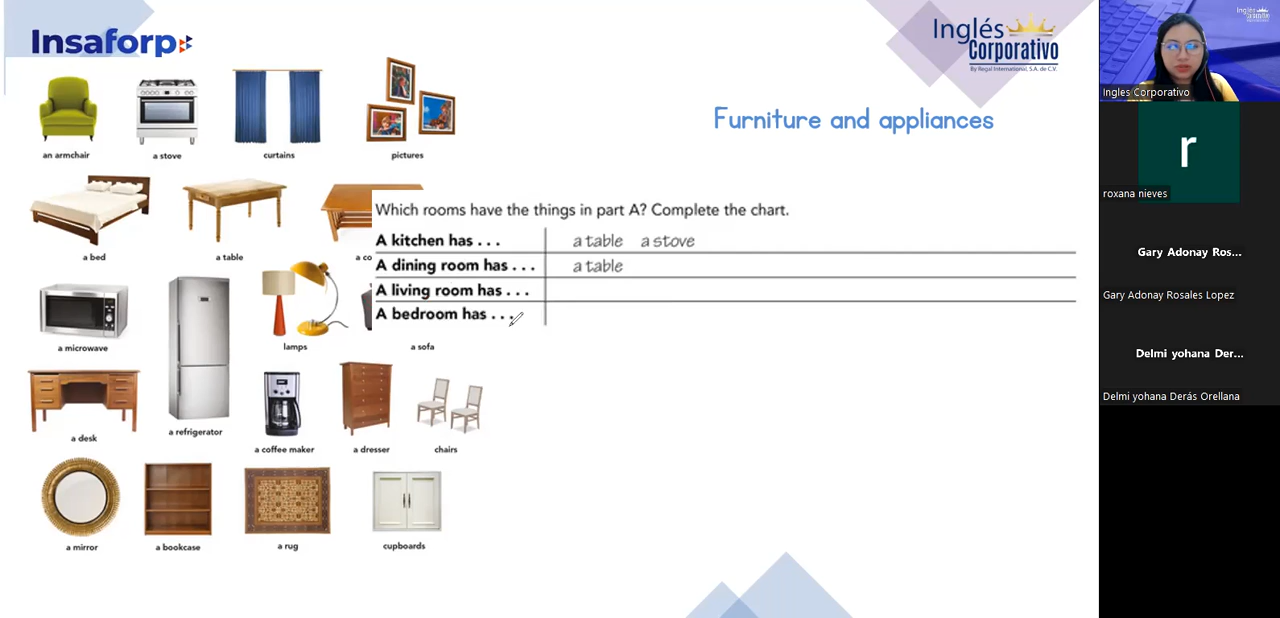 Insaforp
Inglés
Corporativo
By Regal International, S.A. de C.V.
Furniture and appliances
an armchair
a stove
curtains
pictures
a bed
a table
a co
a microwave
a refrigerator
lamps
a sofa
a desk
a coffee maker
a dresser
chairs
a mirror
a bookcase
a rug
cupboards
Which rooms have the things in part A? Complete the chart.
A kitchen has . . . a table a stove
A dining room has . . . a table
A living room has . . .
A bedroom has . . .
Inglés
Corporativo
Ingles Corporativo
r
roxana nieves
Gary Adonay Ros...
Gary Adonay Rosales Lopez
Delmi yohana Der...
Delmi yohana Derás Orellana